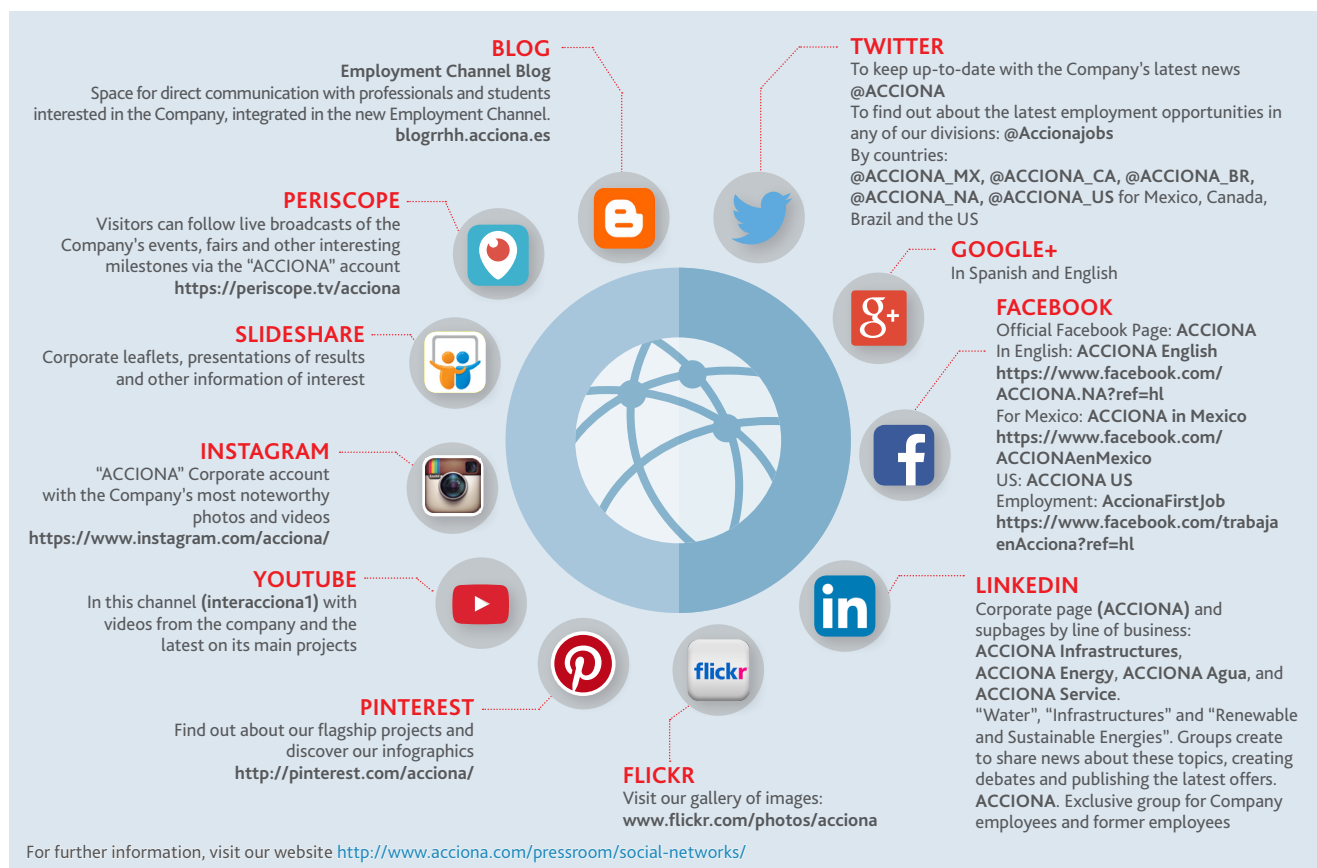 BLOG
Employment Channel Blog
Space for direct communication with professionals and students
interested in the Company, integrated in the new Employment Channel.
blogrrhh.acciona.es
TWITTER
To keep up-to-date with the Company's latest news
@ACCIONA
To find out about the latest employment opportunities in
any of our divisions: @Accionajobs
By countries:
@ACCIONA_MX, @ACCIONA_CA, @ACCIONA_BR,
@ACCIONA_NA, @ACCIONA_US for Mexico, Canada,
Brazil and the US
PERISCOPE
Visitors can follow live broadcasts of the
Company's events, fairs and other interesting
milestones via the "ACCIONA" account
https://periscope.tv/acciona
GOOGLE+
In Spanish and English
g+
SLIDESHARE
Corporate leaflets, presentations of results
and other information of interest
FACEBOOK
Official Facebook Page: ACCIONA
In English: ACCIONA English
https://www.facebook.com/
ACCIONA.NA?ref=hl
For Mexico: ACCIONA in Mexico
https://www.facebook.com/
ACCIONAenMexico
US: ACCIONA US
Employment: AccionaFirstJob
https://www.facebook.com/trabaja
enAcciona?ref=hl
f
INSTAGRAM
"ACCIONA" Corporate account
with the Company's most noteworthy
photos and videos
https://www.instagram.com/acciona/
YOUTUBE
In this channel (interacciona1) with
videos from the company and the
latest on its main projects
LINKEDIN
Corporate page (ACCIONA) and
supbages by line of business:
ACCIONA Infrastructures,
ACCIONA Energy, ACCIONA Agua, and
ACCIONA Service.
“Water”, “Infrastructures” and “Renewable
and Sustainable Energies”. Groups create
to share news about these topics, creating
debates and publishing the latest offers.
ACCIONA. Exclusive group for Company
employees and former employees
in
PINTEREST
Find out about our flagship projects and
discover our infographics
http://pinterest.com/acciona/
flickr
FLICKR
Visit our gallery of images:
www.flickr.com/photos/acciona
For further information, visit our website http://www.acciona.com/pressroom/social-networks/